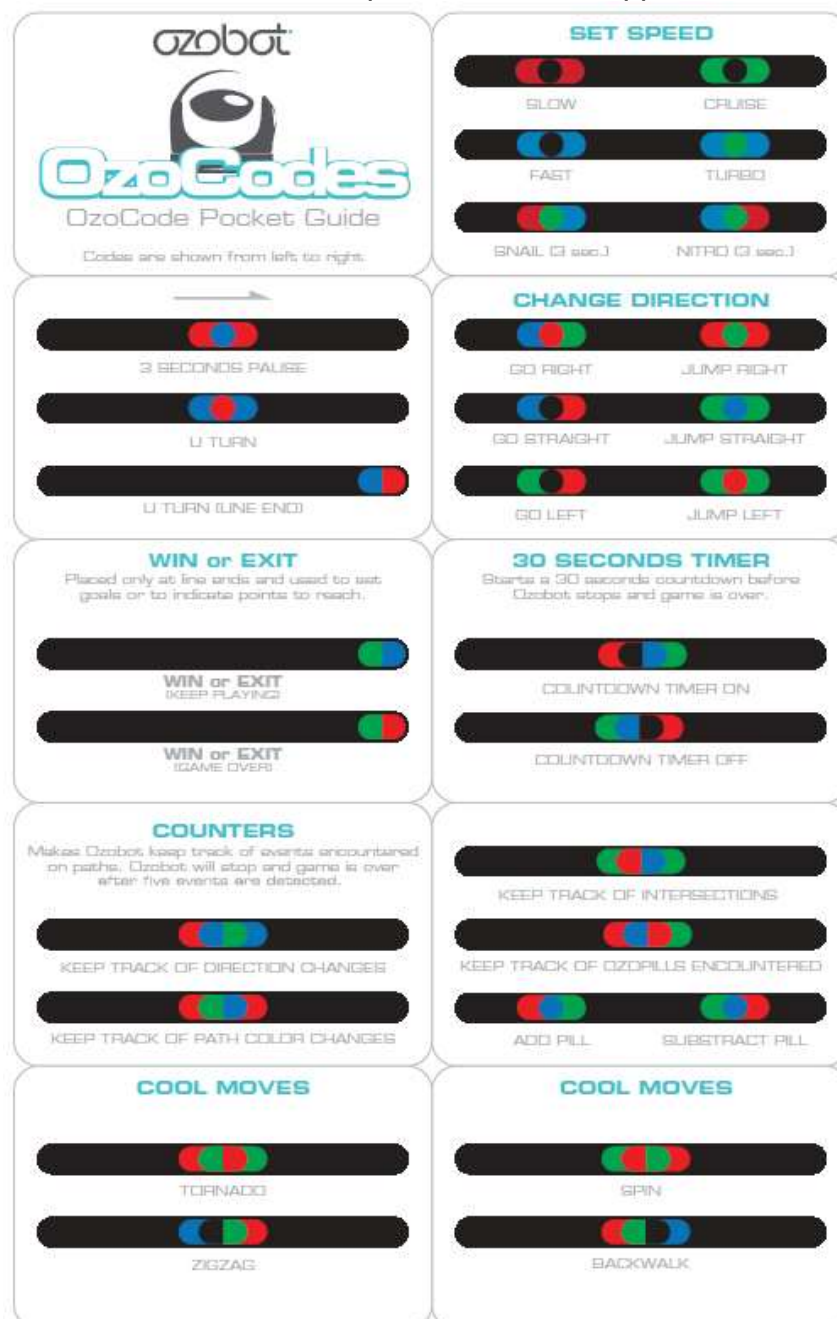 ozobot
OzoCodes
OzoCode Pocket Guide
Codes are shown from left to right.
SET SPEED
SLOW CRUISE
FAST TURBO
SNAIL (3 sec.) NITRO (3 sec.)
3 SECONDS PAUSE
U TURN
U TURN (LINE END)
CHANGE DIRECTION
GO RIGHT JUMP RIGHT
GO STRAIGHT JUMP STRAIGHT
GO LEFT JUMP LEFT
WIN or EXIT
Placed only at line ends and used to set
goals or to indicate points to reach.
WIN or EXIT
(KEEP PLAYING)
WIN or EXIT
(GAME OVER)
30 SECONDS TIMER
Starts a 30 seconds countdown before
Ozobot stops and game is over.
COUNTDOWN TIMER ON
COUNTDOWN TIMER OFF
COUNTERS
Makes Ozobot keep track of events encountered
on paths. Ozobot will stop and game is over
after five events are detected.
KEEP TRACK OF DIRECTION CHANGES
KEEP TRACK OF PATH COLOR CHANGES
KEEP TRACK OF INTERSECTIONS
KEEP TRACK OF OZOPILLS ENCOUNTERED
ADD PILL SUBSTRACT PILL
COOL MOVES
TORNADO
ZIGZAG
COOL MOVES
SPIN
BACKWALK